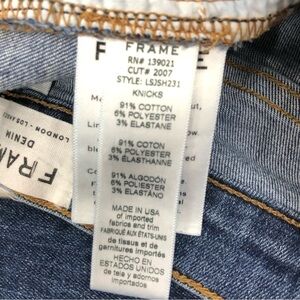 FRAME
RN# 139021
CUT# 2007
STYLE: LSJSH231
KNICKS
91% COTTON
6% POLYESTER
3% ELASTANE
91% COTON
6% POLYESTER
3% ÉLASTHANNE
91% ALGODÓN
6% POLIESTER
3% ELASTÁNO
MADE IN USA
of imported
fabrics and trim
FABRIQUÉ AUX ÉTATS-UNIS
de tissus et de
garnitures importés
HECHO EN
ESTADOS UNIDOS
de tela y adornos
importados
FRAME
DENIM
LONDON - LOS ANGELES